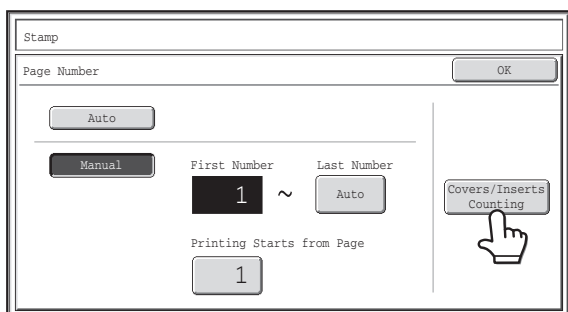 Stamp
Page Number
OK
Auto
Manual
First Number
Last Number
1
~
Auto
Covers/Inserts
Counting
Printing Starts from Page
1